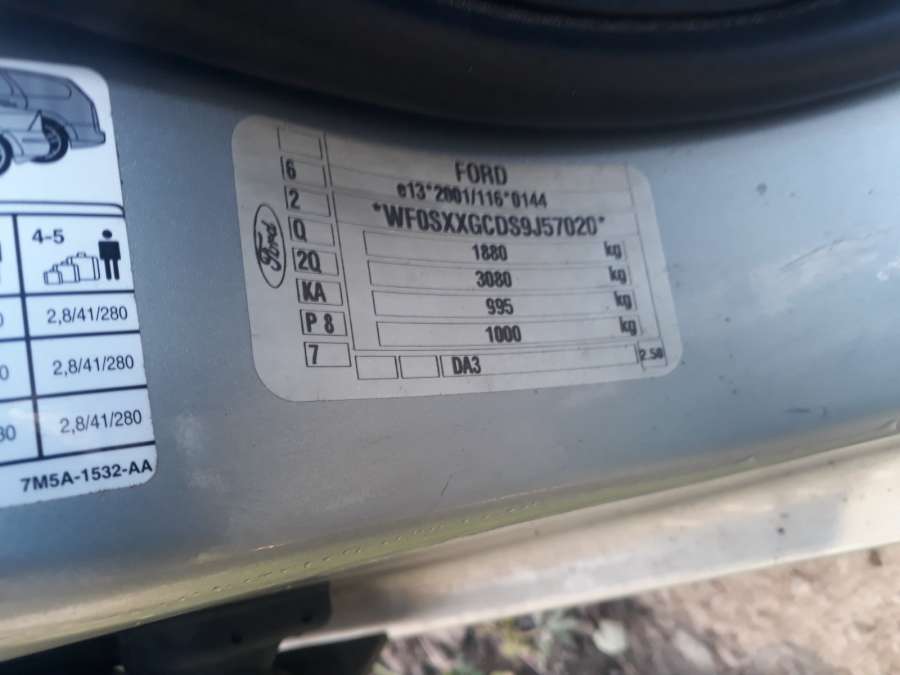 4-5
2,8/41/280
2,8/41/280
2,8/41/280
7M5A-1532-AA
Ford
6
2
Q
2Q
KA
P 8
7
FORD
e13*2001/116*0144
*WF0SXXGCDS9J57020*
1880 kg
3080 kg
995 kg
1000 kg
DA3
2.50